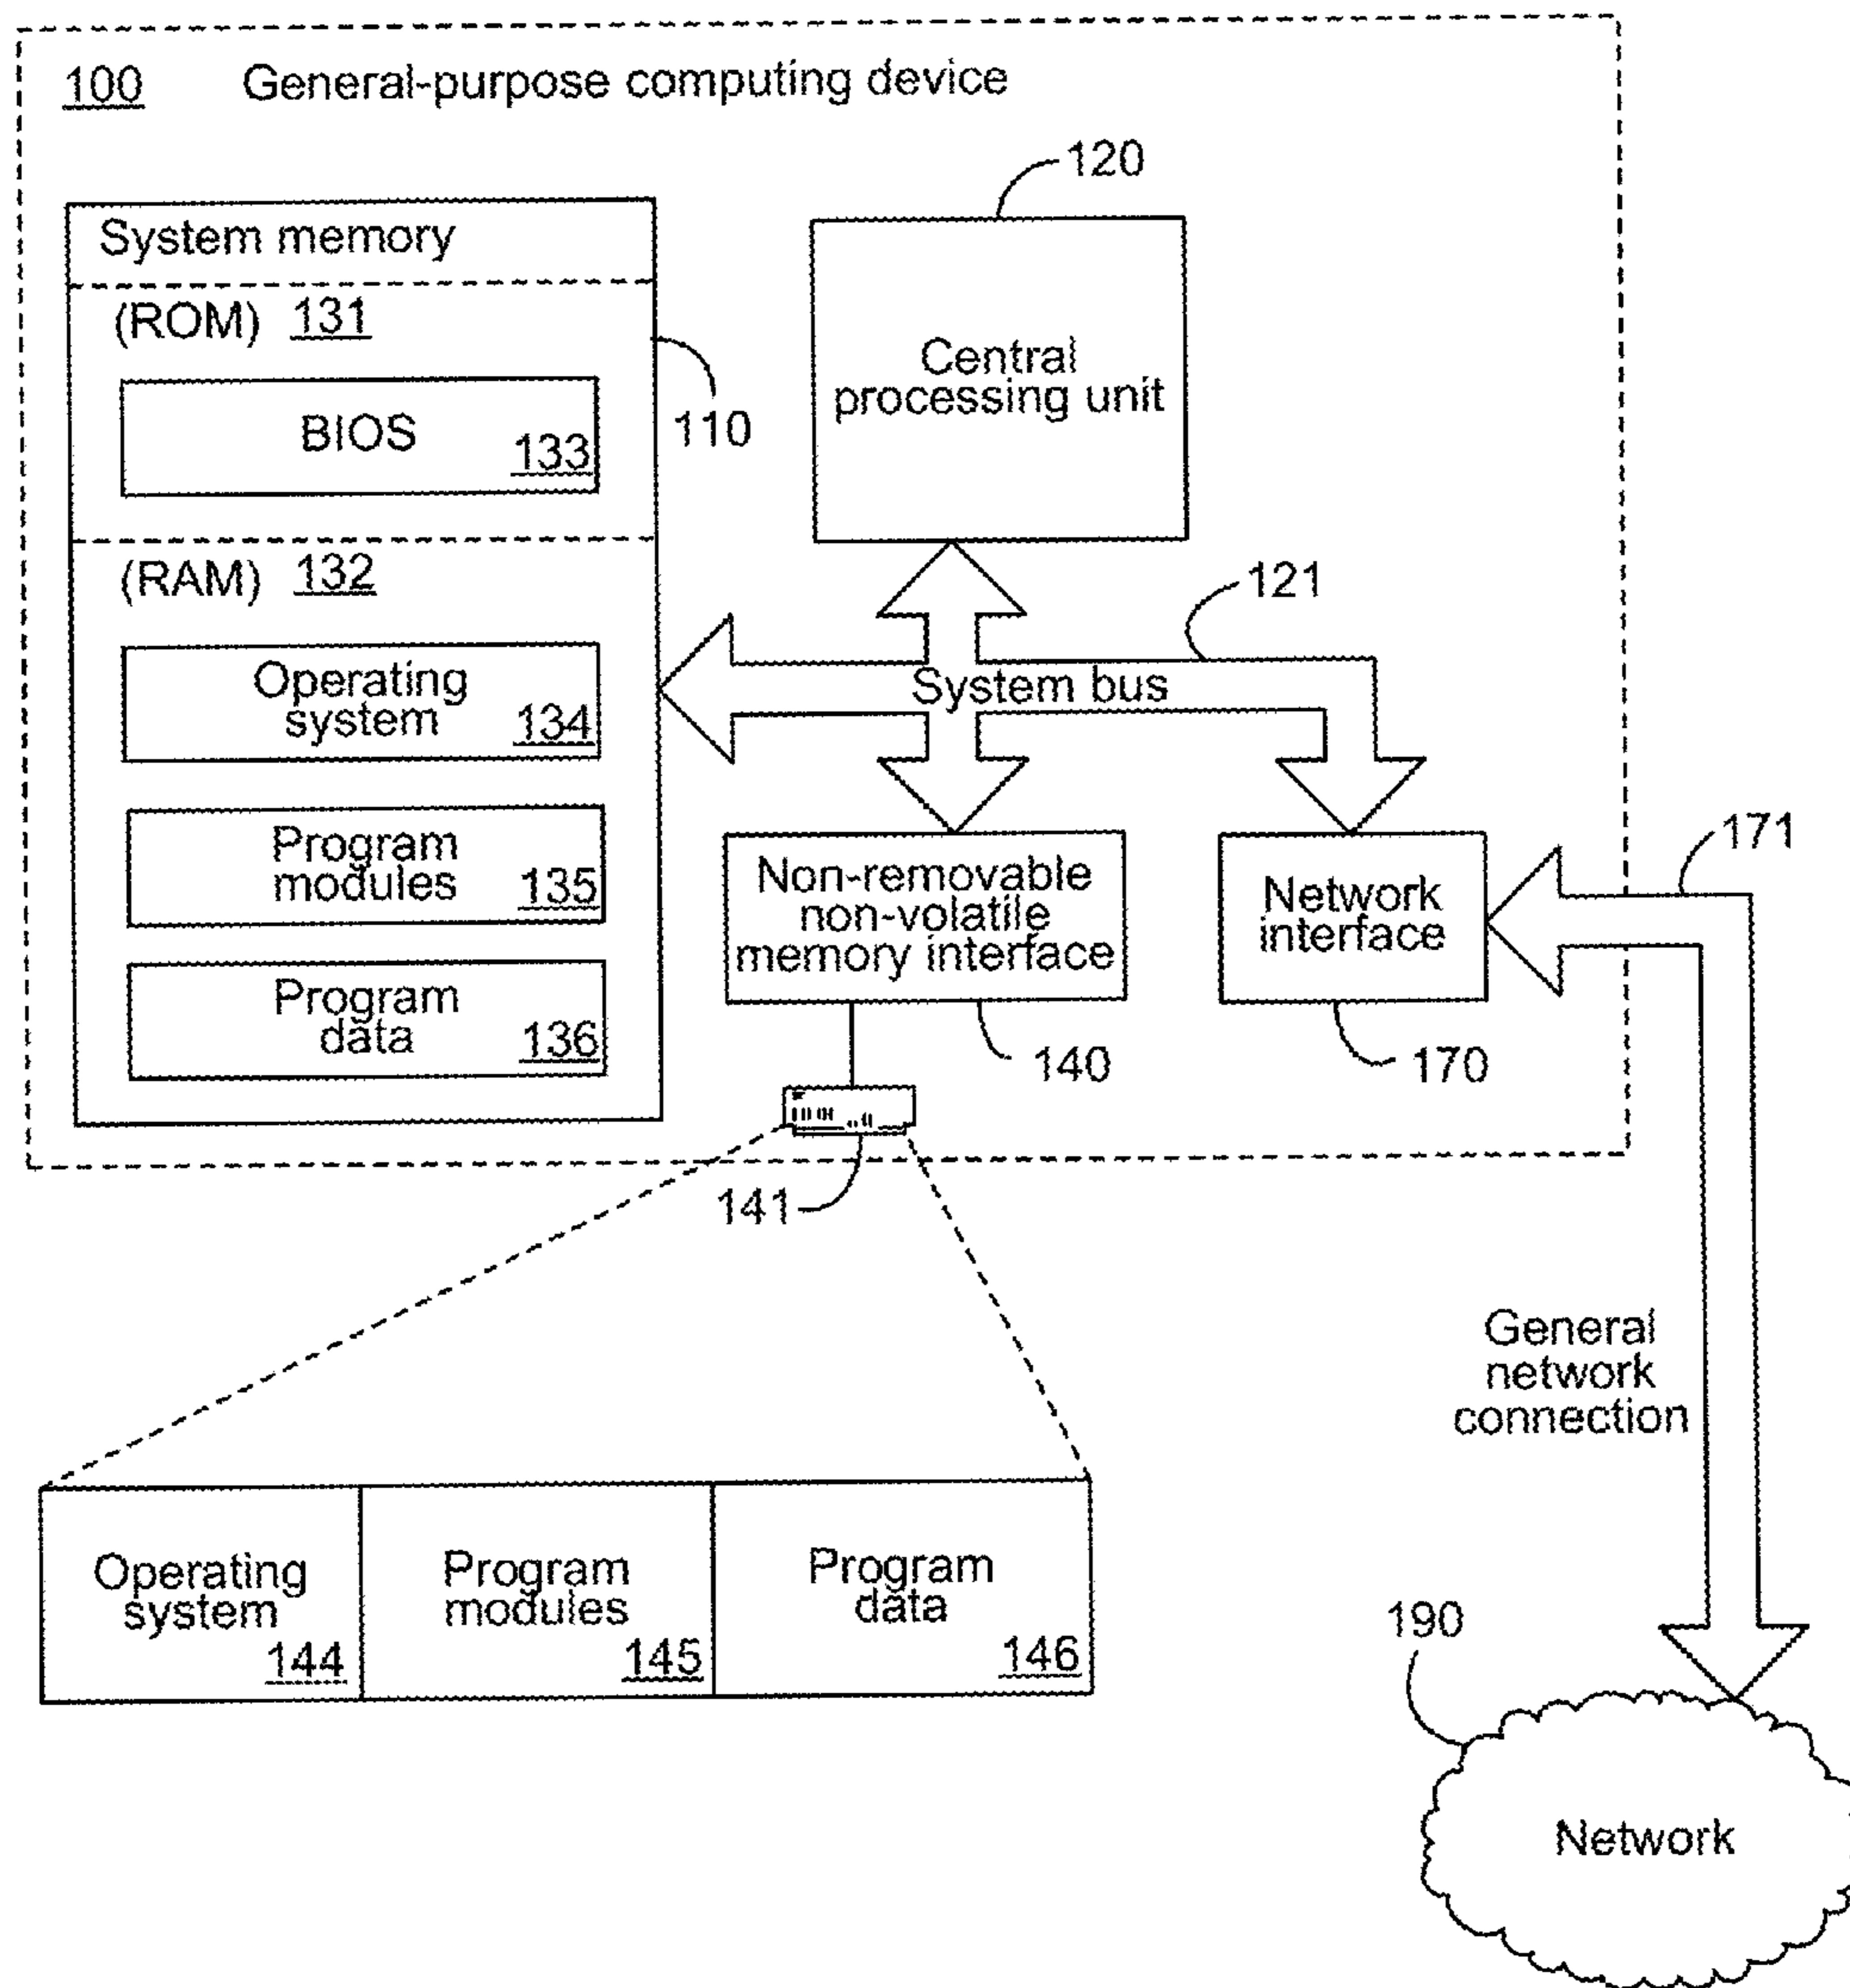 100 General-purpose computing device
120
System memory
(ROM) 131
BIOS
133
110
Central
processing unit
(RAM) 132
121
Operating
system
134
System bus
Program
modules
135
Non-removable
non-volatile
memory interface
Network
interface
171
Program
data
136
140
170
141
General
network
connection
Operating
system
144
Program
modules
145
Program
data
146
190
Network